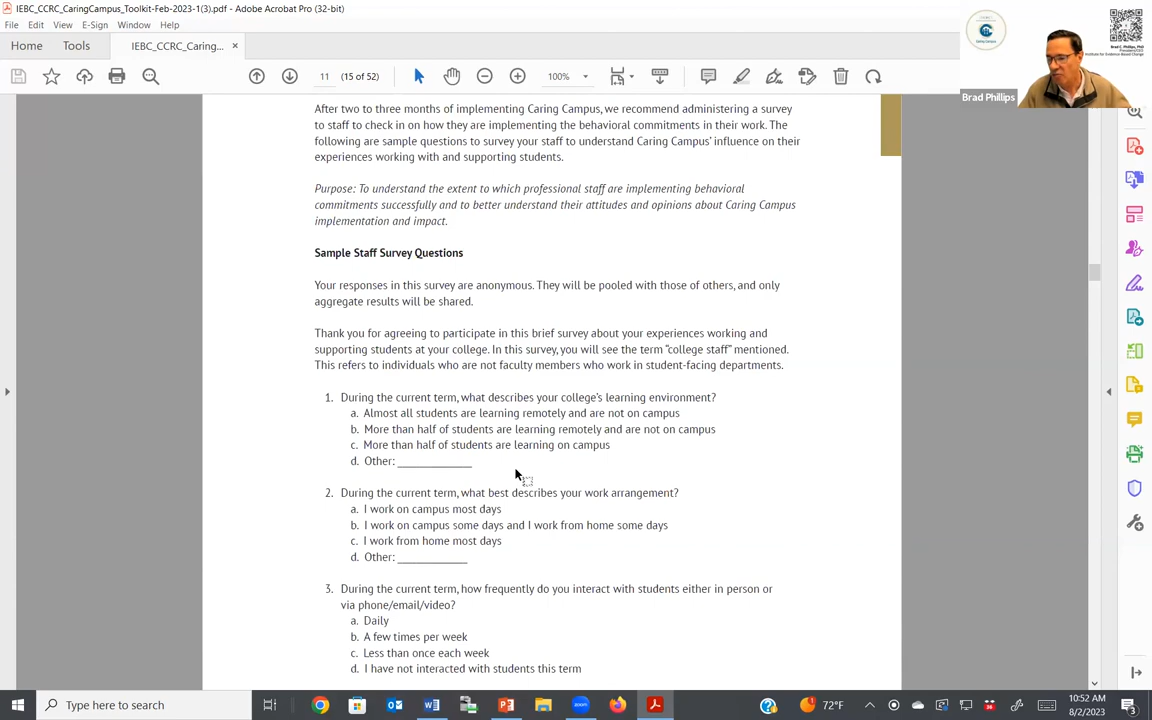 IEBC_CCRC_CaringCampus_Toolkit-Feb-2023-1(3).pdf - Adobe Acrobat Pro (32-bit)
File Edit View E-Sign Window Help
Home Tools IEBC_CCRC_Caring... ×
11 (15 of 52) 100%
Brad C. Phillips, PhD
President/CEO
Institute for Evidence-Based Change
Brad Phillips
After two to three months of implementing Caring Campus, we recommend administering a survey
to staff to check in on how they are implementing the behavioral commitments in their work. The
following are sample questions to survey your staff to understand Caring Campus' influence on their
experiences working with and supporting students.
Purpose: To understand the extent to which professional staff are implementing behavioral
commitments successfully and to better understand their attitudes and opinions about Caring Campus
implementation and impact.
Sample Staff Survey Questions
Your responses in this survey are anonymous. They will be pooled with those of others, and only
aggregate results will be shared.
Thank you for agreeing to participate in this brief survey about your experiences working and
supporting students at your college. In this survey, you will see the term “college staff” mentioned.
This refers to individuals who are not faculty members who work in student-facing departments.
1. During the current term, what describes your college's learning environment?
a. Almost all students are learning remotely and are not on campus
b. More than half of students are learning remotely and are not on campus
c. More than half of students are learning on campus
d. Other: _______________
2. During the current term, what best describes your work arrangement?
a. I work on campus most days
b. I work on campus some days and I work from home some days
c. I work from home most days
d. Other: ______________
3. During the current term, how frequently do you interact with students either in person or
via phone/email/video?
a. Daily
b. A few times per week
c. Less than once each week
d. I have not interacted with students this term
Type here to search
72°F
10:52 AM
8/2/2023
3